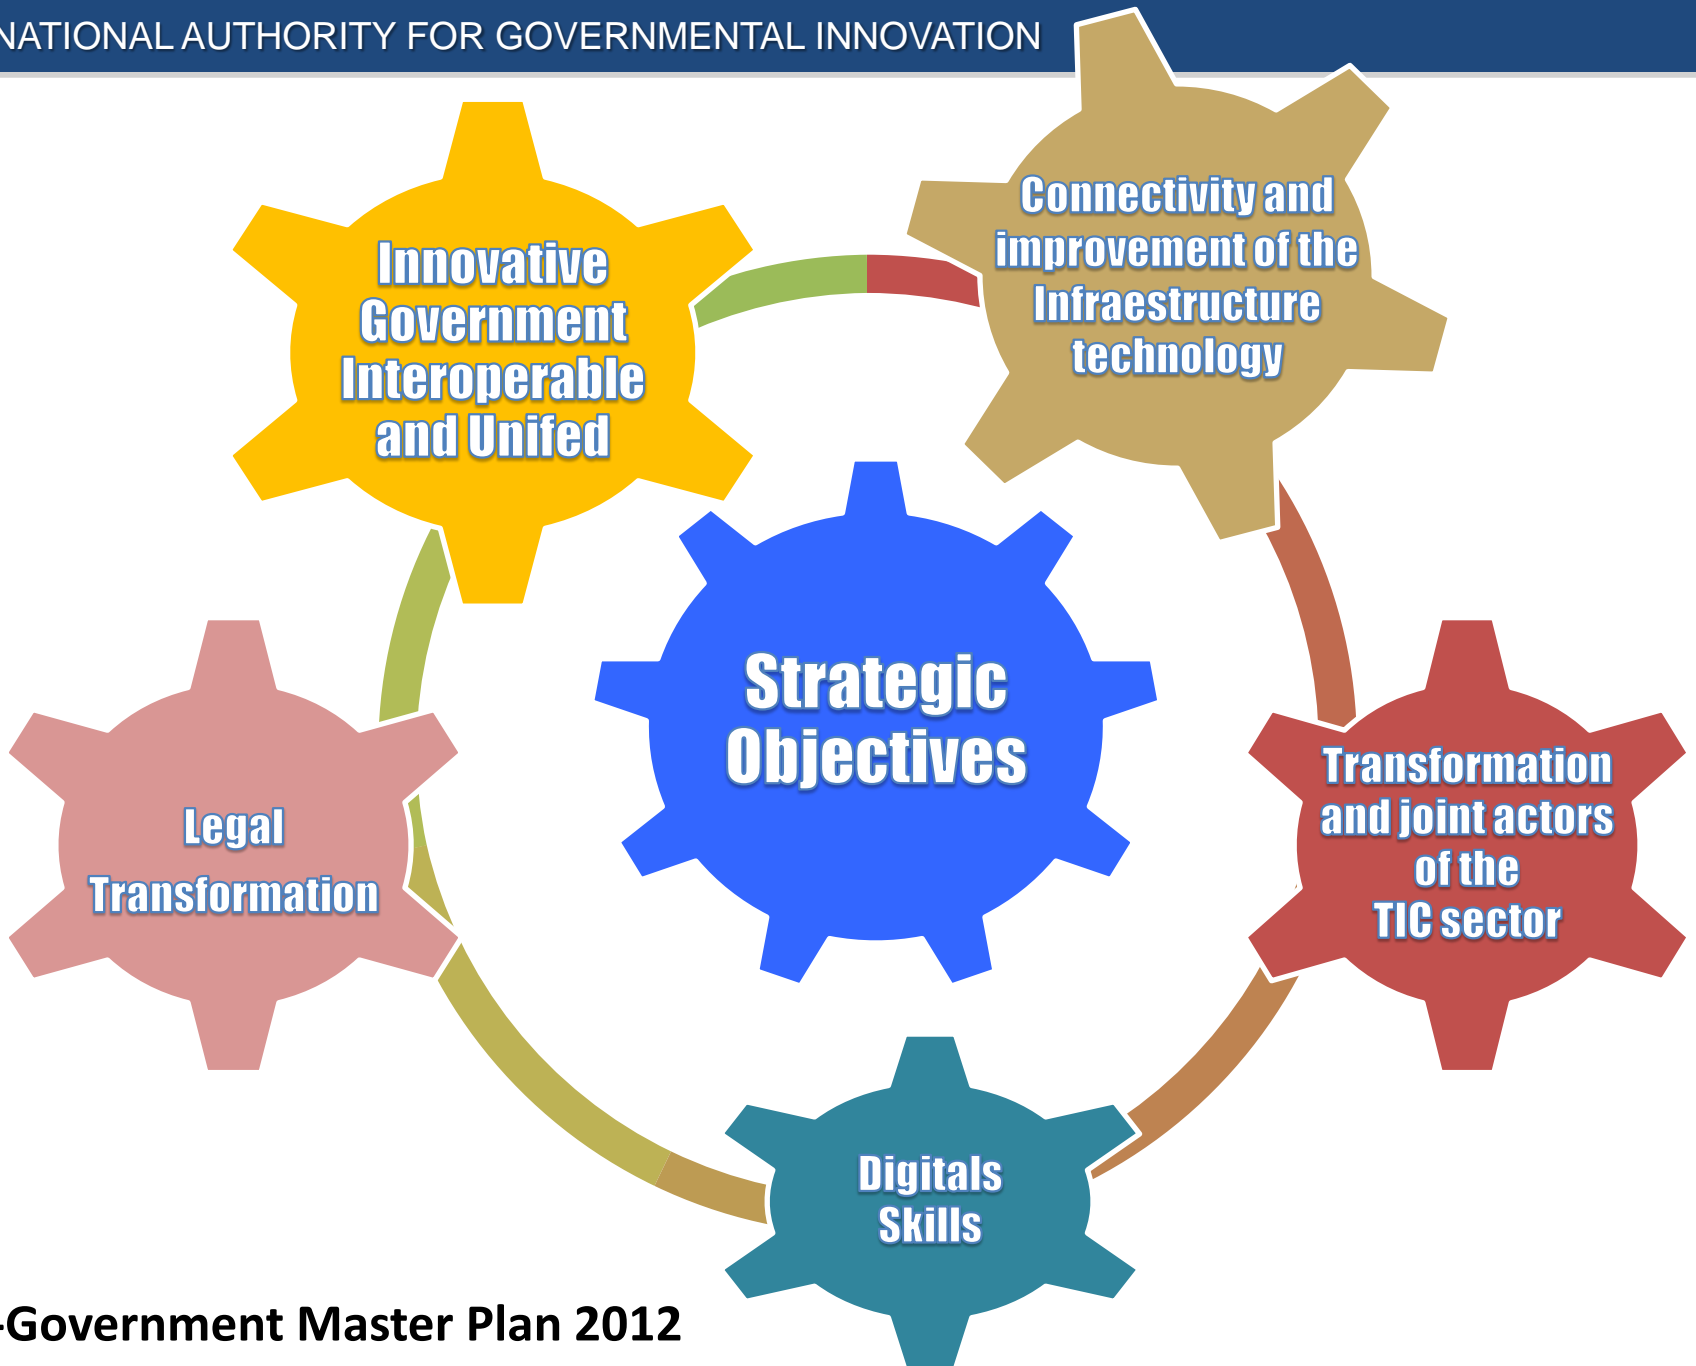 NATIONAL AUTHORITY FOR GOVERNMENTAL INNOVATION
Innovative
Government
Interoperable
and Unifed
Connectivity and
improvement of the
Infraestructure
technology
Strategic
Objectives
Legal
Transformation
Transformation
and joint actors
of the
TIC sector
Digitals
Skills
-Government Master Plan 2012